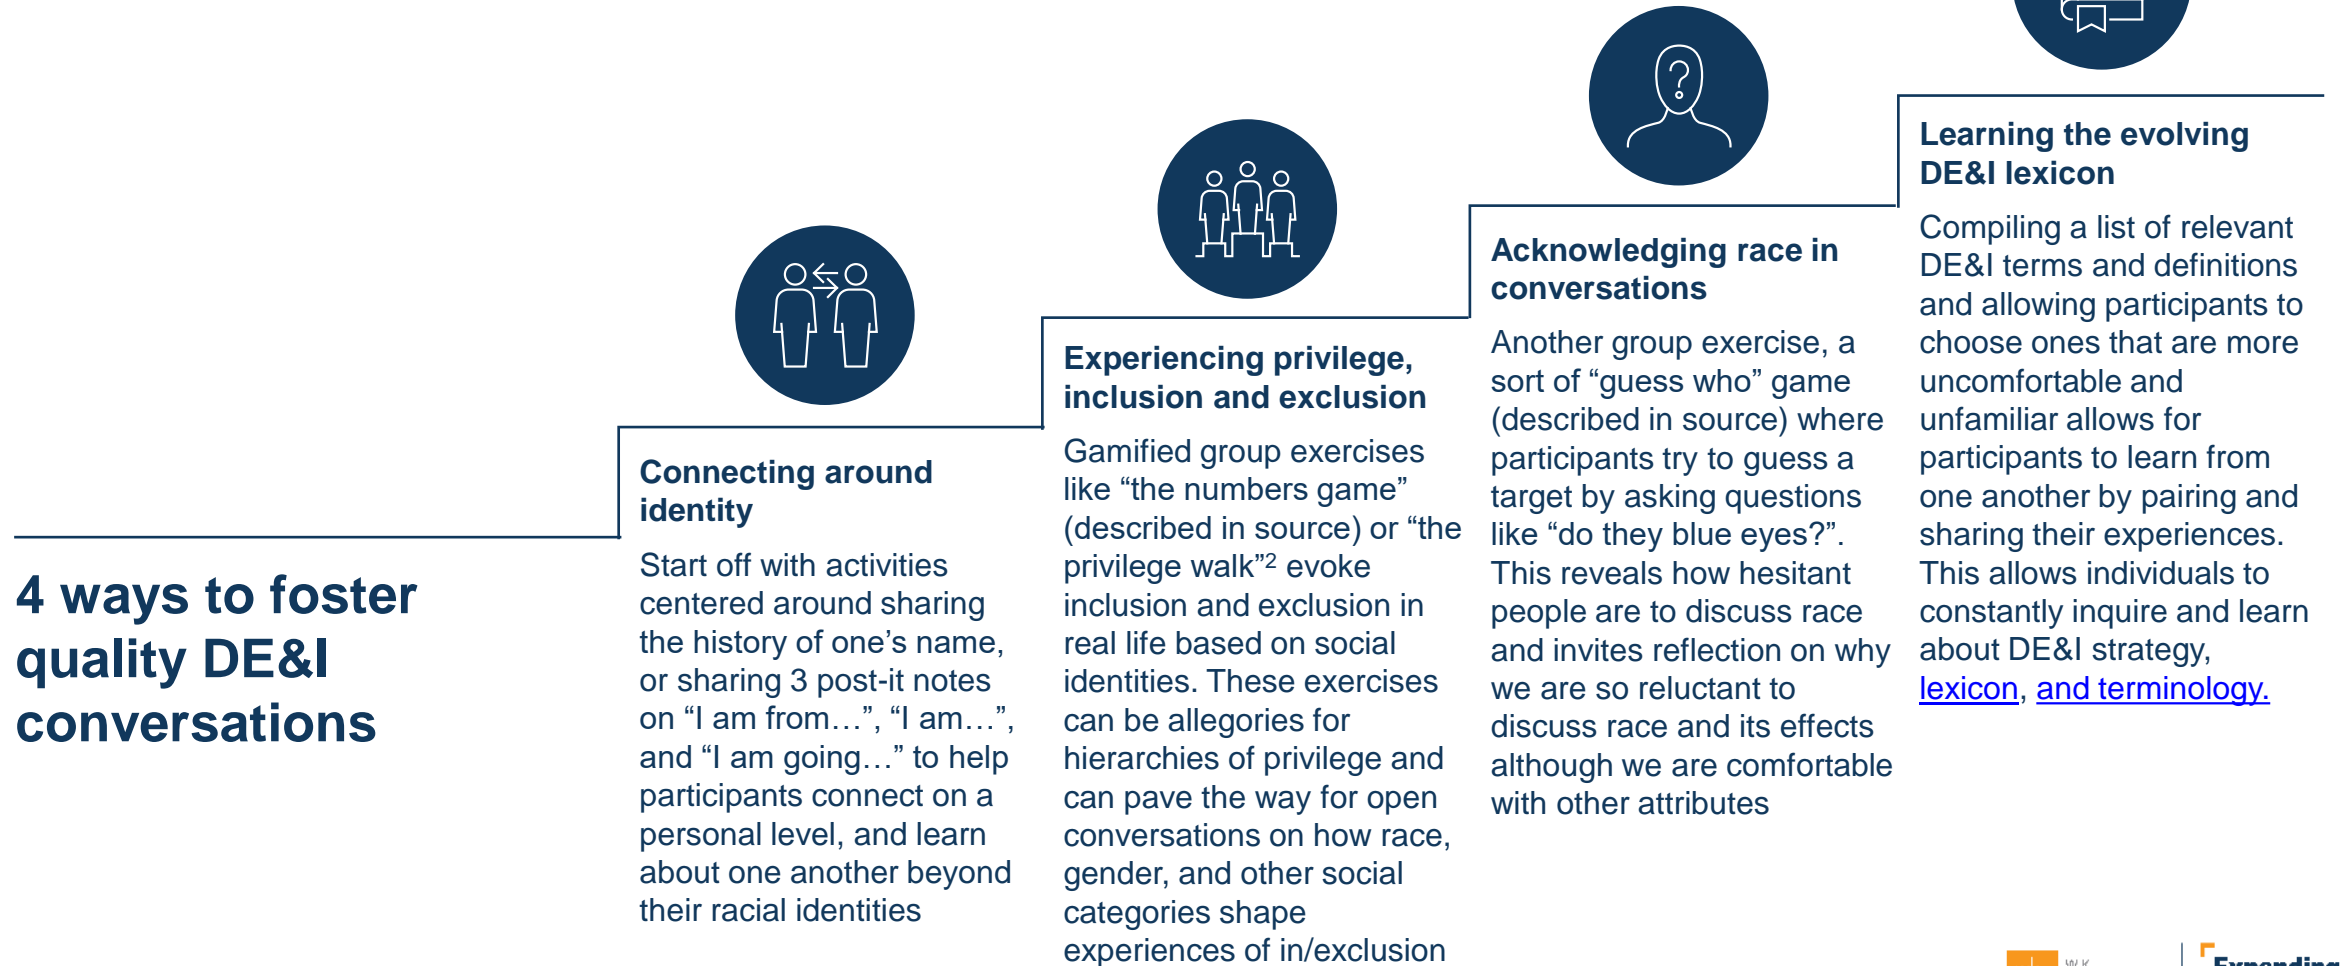 4 ways to foster
quality DE&I
conversations
Connecting around
identity
Start off with activities
centered around sharing
the history of one’s name,
or sharing 3 post-it notes
on “I am from…”, “I am…”,
and “I am going…” to help
participants connect on a
personal level, and learn
about one another beyond
their racial identities
Experiencing privilege,
inclusion and exclusion
Gamified group exercises
like “the numbers game”
(described in source) or “the
privilege walk”2 evoke
inclusion and exclusion in
real life based on social
identities. These exercises
can be allegories for
hierarchies of privilege and
can pave the way for open
conversations on how race,
gender, and other social
categories shape
experiences of in/exclusion
Acknowledging race in
conversations
Another group exercise, a
sort of “guess who” game
(described in source) where
participants try to guess a
target by asking questions
like “do they blue eyes?”.
This reveals how hesitant
people are to discuss race
and invites reflection on why
we are so reluctant to
discuss race and its effects
although we are comfortable
with other attributes
Learning the evolving
DE&I lexicon
Compiling a list of relevant
DE&I terms and definitions
and allowing participants to
choose ones that are more
uncomfortable and
unfamiliar allows for
participants to learn from
one another by pairing and
sharing their experiences.
This allows individuals to
constantly inquire and learn
about DE&I strategy,
lexicon, and terminology.
W.K.
Expanding